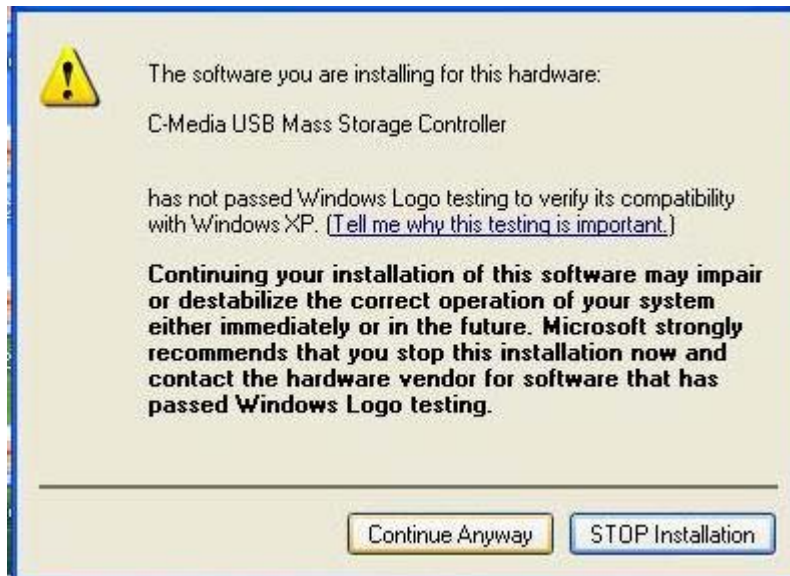 The software you are installing for this hardware:
C-Media USB Mass Storage Controller
has not passed Windows Logo testing to verify its compatibility
with Windows XP. (Tell me why this testing is important.)
Continuing your installation of this software may impair
or destabilize the correct operation of your system
either immediately or in the future. Microsoft strongly
recommends that you stop this installation now and
contact the hardware vendor for software that has
passed Windows Logo testing.
Continue Anyway
STOP Installation